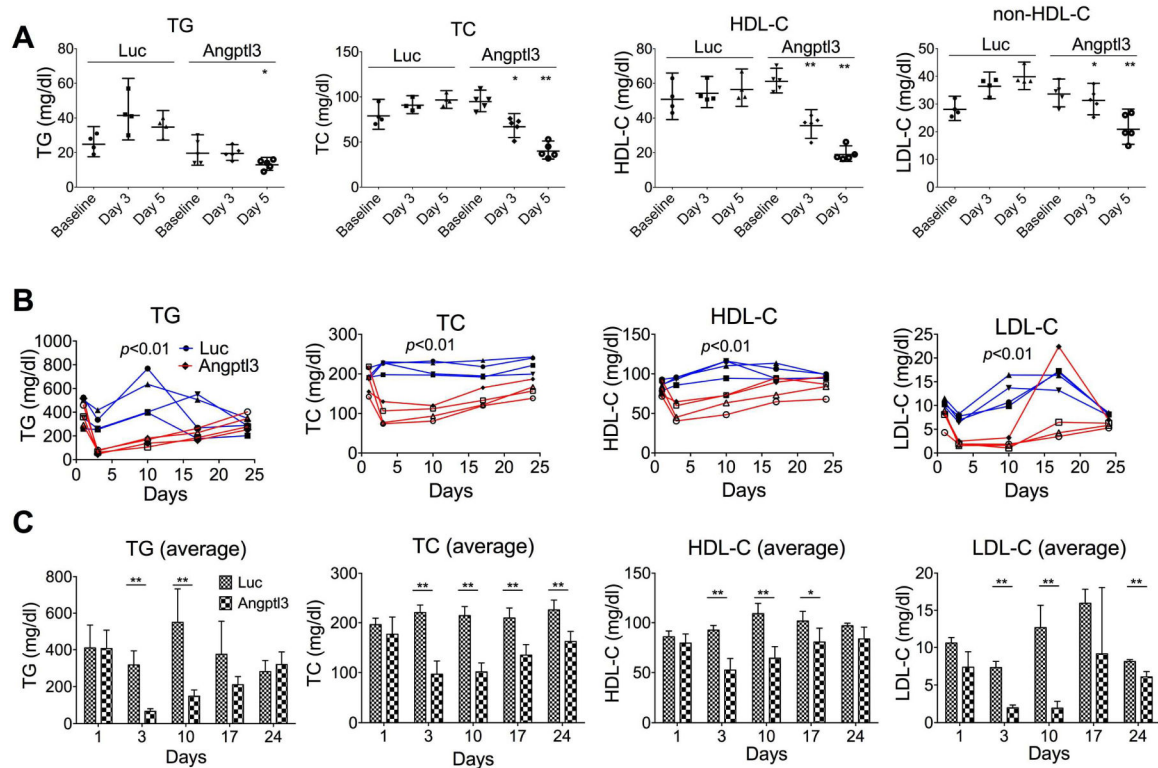 A
TG
Luc
Angptl3
*
TG (mg/dl)
80
60
40
20
0
Baseline
Day 3
Day 5
Baseline
Day 3
Day 5
TC
Luc
Angptl3
*
**
TC (mg/dl)
150
100
50
0
Baseline
Day 3
Day 5
Baseline
Day 3
Day 5
HDL-C
Luc
Angptl3
**
**
HDL-C (mg/dl)
80
60
40
20
0
Baseline
Day 3
Day 5
Baseline
Day 3
Day 5
non-HDL-C
Luc
Angptl3
*
**
LDL-C (mg/dl)
50
40
30
20
10
0
Baseline
Day 3
Day 5
Baseline
Day 3
Day 5
B
TG
p<0.01
Luc
Angptl3
TG (mg/dl)
1000
800
600
400
200
0
0 5 10 15 20 25
Days
TC
p<0.01
TC (mg/dl)
300
200
100
0
0 5 10 15 20 25
Days
HDL-C
p<0.01
HDL-C (mg/dl)
150
100
50
0
0 5 10 15 20 25
Days
LDL-C
p<0.01
LDL-C (mg/dl)
25
20
15
10
5
0
0 5 10 15 20 25
Days
C
TG (average)
** **
Luc
Angptl3
TG (mg/dl)
800
600
400
200
0
1 3 10 17 24
Days
TC (average)
** ** ** **
TC (mg/dl)
300
200
100
0
1 3 10 17 24
Days
HDL-C (average)
** ** *
HDL-C (mg/dl)
150
100
50
0
1 3 10 17 24
Days
LDL-C (average)
** ** **
LDL-C (mg/dl)
20
15
10
5
0
1 3 10 17 24
Days